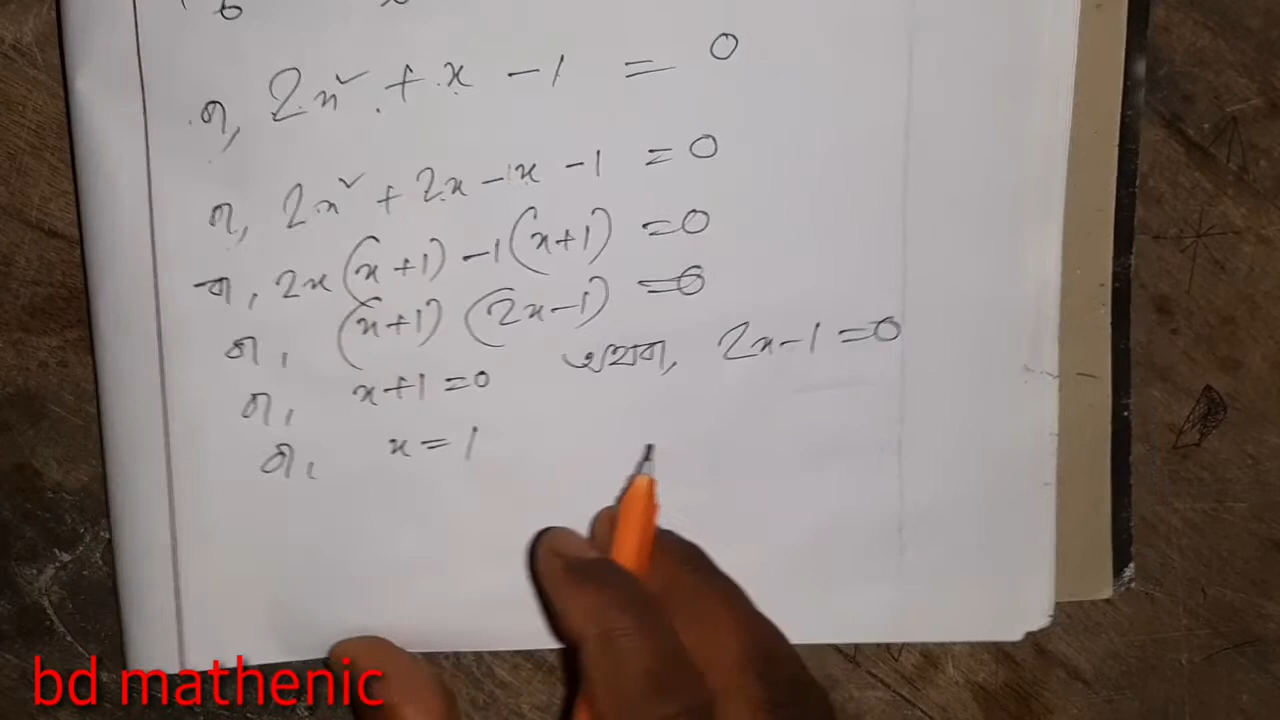 বা, 2x² + x - 1 = 0
বা, 2x² + 2x - 1x - 1 = 0
বা, 2x(x+1) - 1(x+1) = 0
বা, (x+1) (2x-1) = 0
বা, x+1 = 0 অথবা, 2x-1 = 0
বা, x = 1
bd mathenic